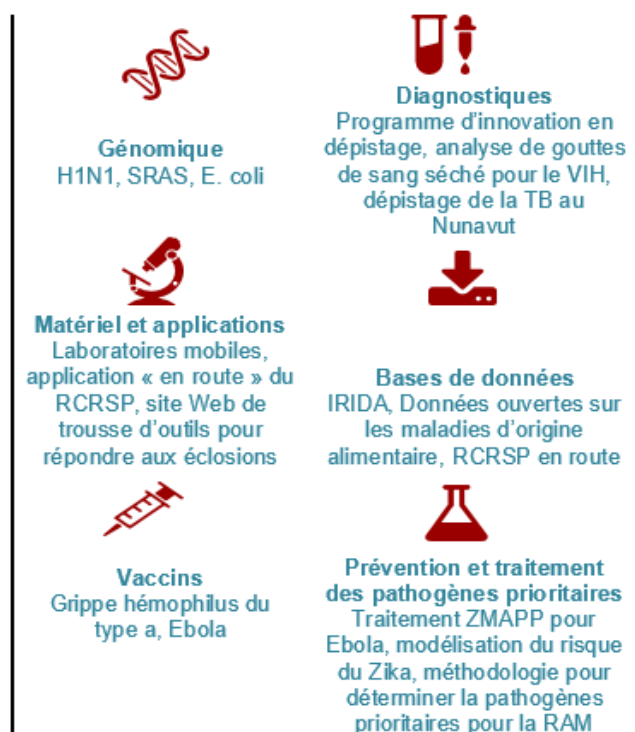 Génomique
H1N1, SRAS, E. coli
Diagnostiques
Programme d'innovation en
dépistage, analyse de gouttes
de sang séché pour le VIH,
dépistage de la TB au
Nunavut
Matériel et applications
Laboratoires mobiles,
application « en route » du
RCRSP, site Web de
trousse d'outils pour
répondre aux éclosions
Bases de données
IRIDA, Données ouvertes sur
les maladies d'origine
alimentaire, RCRSP en route
Vaccins
Grippe hémophilus du
type a, Ebola
Prévention et traitement
des pathogènes prioritaires
Traitement ZMAPP pour
Ebola, modélisation du risque
du Zika, méthodologie pour
déterminer la pathogènes
prioritaires pour la RAM